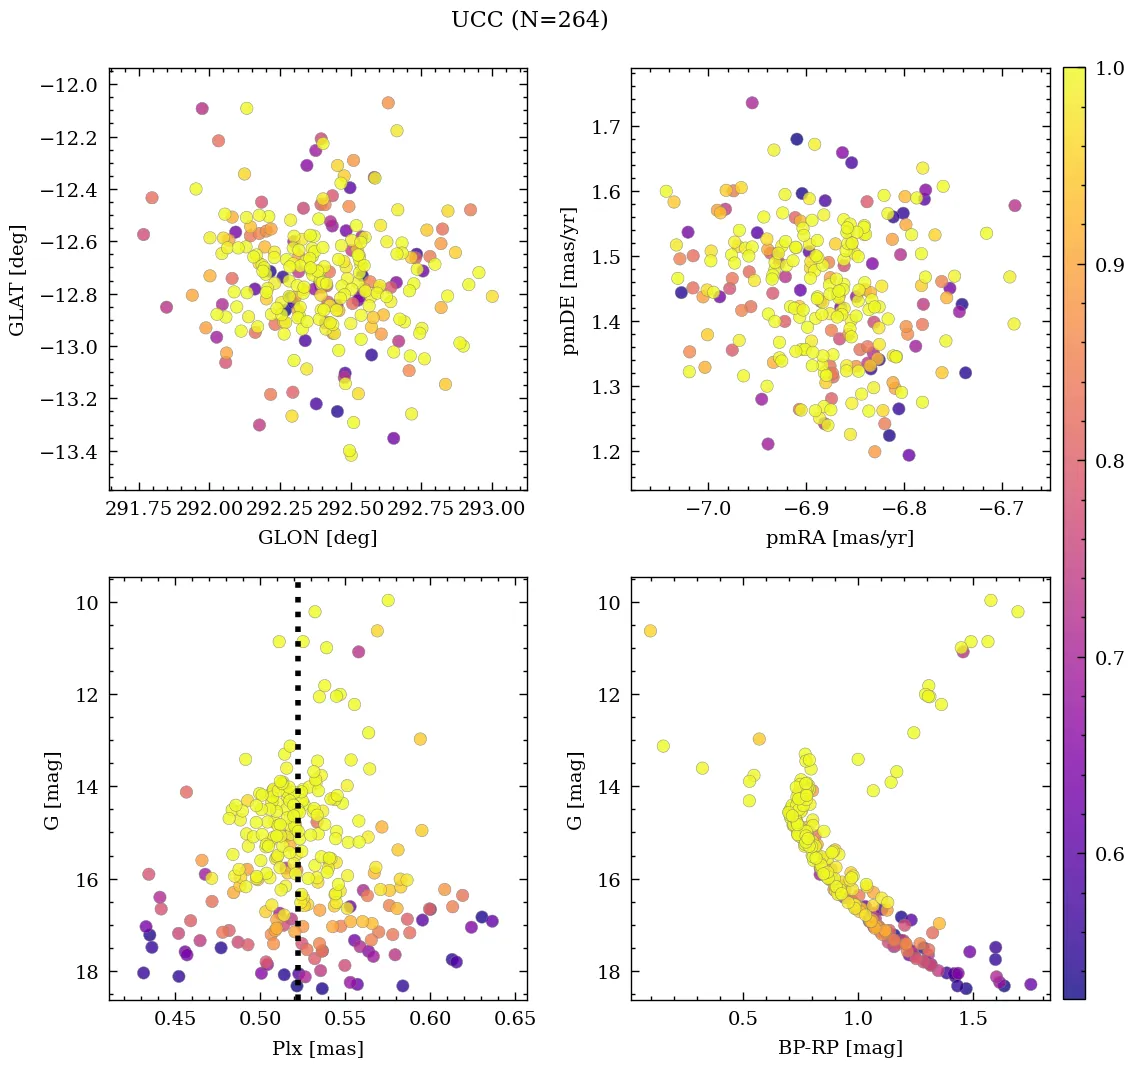 UCC (N=264)
−12.0
−12.2
−12.4
−12.6
−12.8
−13.0
−13.2
−13.4
GLAT [deg]
291.75 292.00 292.25 292.50 292.75 293.00
GLON [deg]
1.7
1.6
1.5
1.4
1.3
1.2
pmDE [mas/yr]
−7.0 −6.9 −6.8 −6.7
pmRA [mas/yr]
1.0
0.9
0.8
0.7
0.6
10
12
14
16
18
G [mag]
0.45 0.50 0.55 0.60 0.65
Plx [mas]
10
12
14
16
18
G [mag]
0.5 1.0 1.5
BP-RP [mag]